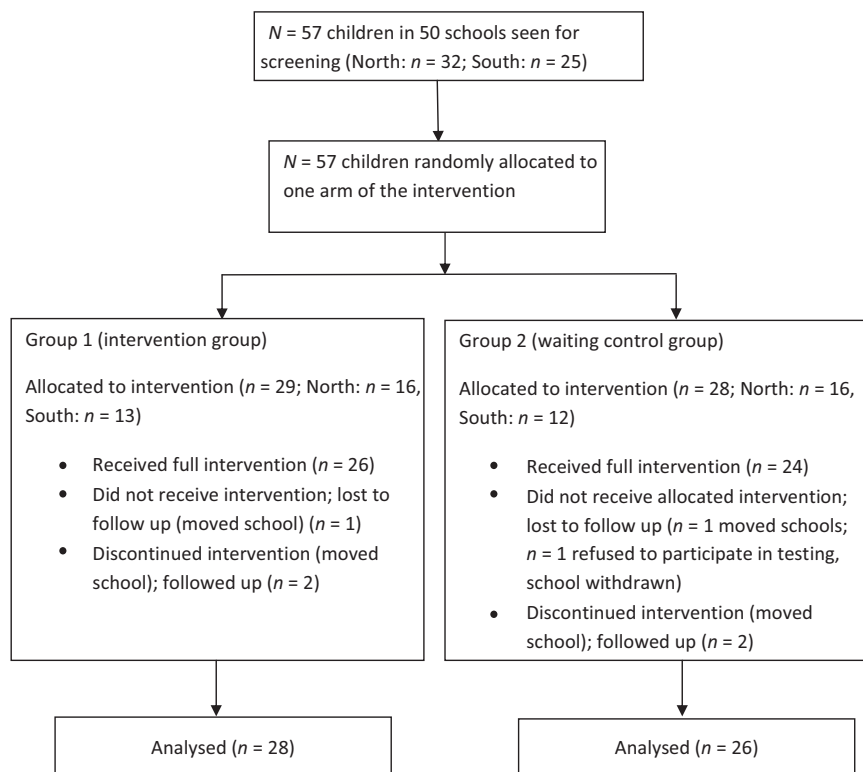 N = 57 children in 50 schools seen for
screening (North: n = 32; South: n = 25)
N = 57 children randomly allocated to
one arm of the intervention
Group 1 (intervention group)
Allocated to intervention (n = 29; North: n = 16,
South: n = 13)
• Received full intervention (n = 26)
• Did not receive intervention; lost to
follow up (moved school) (n = 1)
• Discontinued intervention (moved
school); followed up (n = 2)
Group 2 (waiting control group)
Allocated to intervention (n = 28; North: n = 16,
South: n = 12)
• Received full intervention (n = 24)
• Did not receive allocated intervention;
lost to follow up (n = 1 moved schools;
n = 1 refused to participate in testing,
school withdrawn)
• Discontinued intervention (moved
school); followed up (n = 2)
Analysed (n = 28)
Analysed (n = 26)